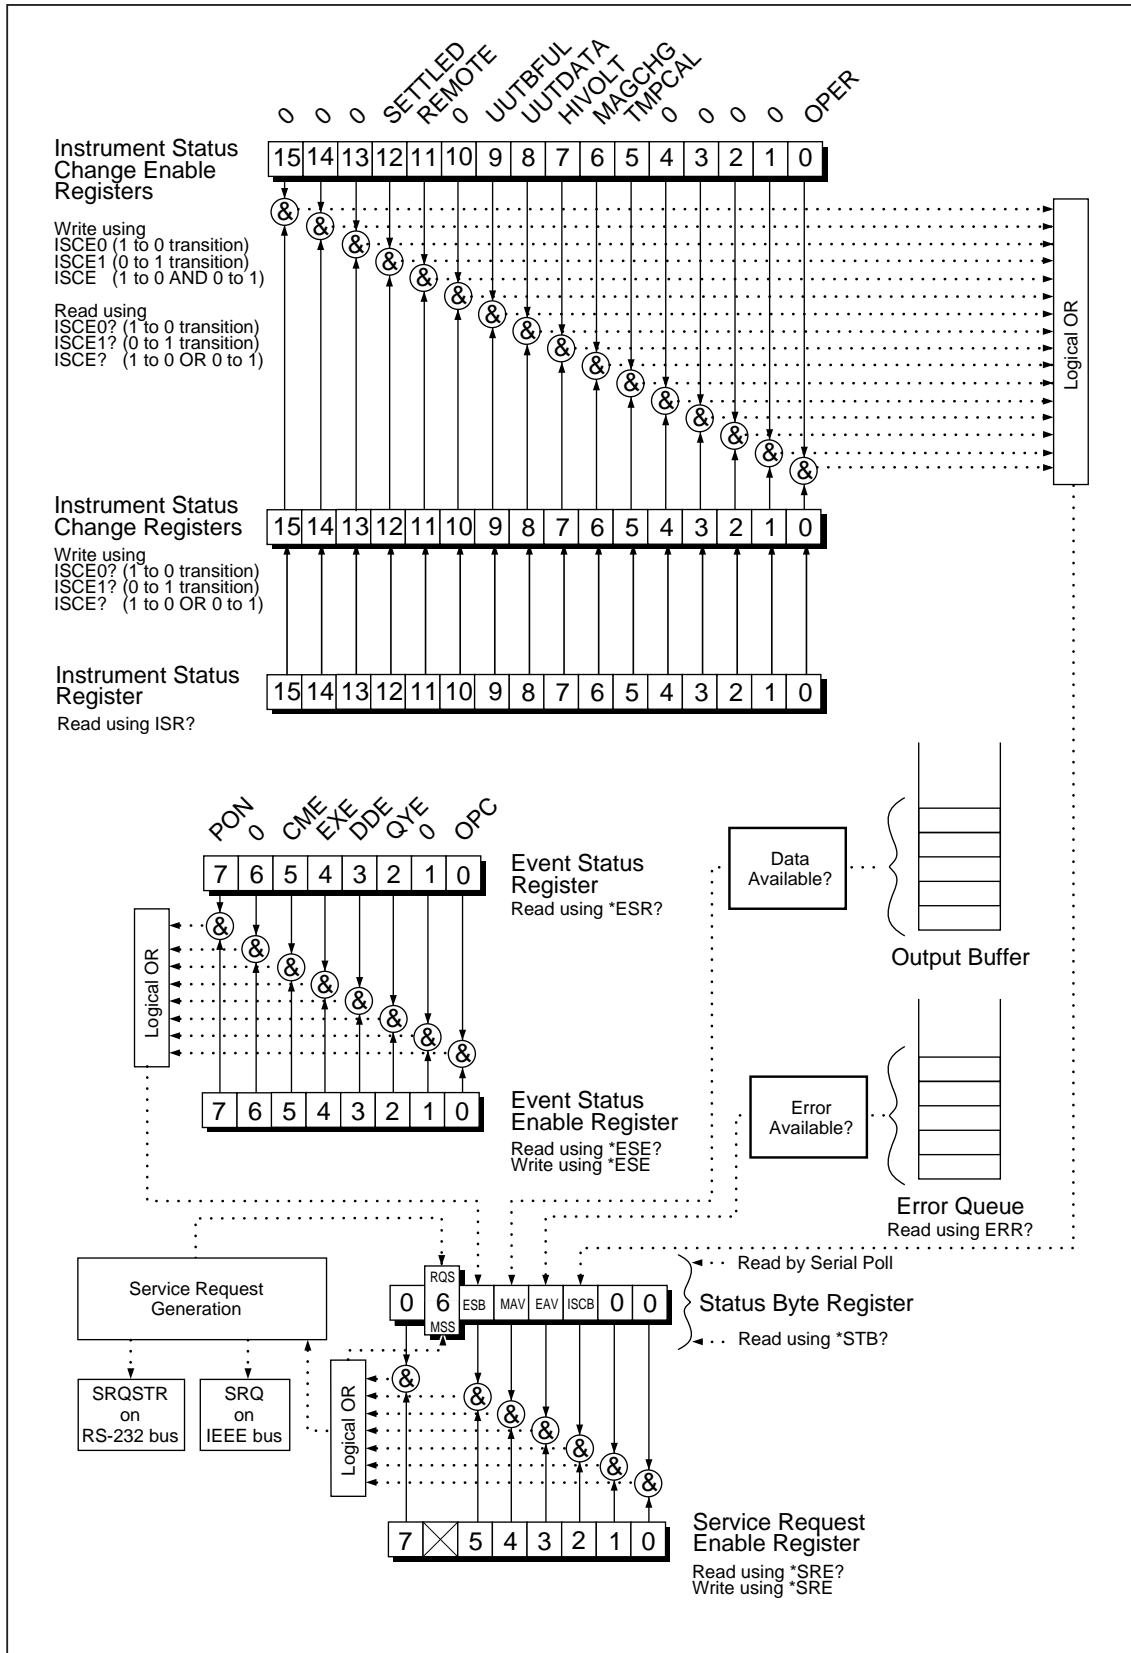 0 0 0 SETTLED REMOTE 0 UUTBFUL UUTDATA HIVOLT MAGCHG TMPCAL 0 0 0 0 OPER
Instrument Status
Change Enable
Registers
15 14 13 12 11 10 9 8 7 6 5 4 3 2 1 0
Write using
ISCE0 (1 to 0 transition)
ISCE1 (0 to 1 transition)
ISCE (1 to 0 AND 0 to 1)
Read using
ISCE0? (1 to 0 transition)
ISCE1? (0 to 1 transition)
ISCE? (1 to 0 OR 0 to 1)
& & & & & & & & & & & & & & & &
Logical OR
Instrument Status
Change Registers
15 14 13 12 11 10 9 8 7 6 5 4 3 2 1 0
Write using
ISCE0? (1 to 0 transition)
ISCE1? (0 to 1 transition)
ISCE? (1 to 0 OR 0 to 1)
Instrument Status
Register
15 14 13 12 11 10 9 8 7 6 5 4 3 2 1 0
Read using ISR?
PON 0 CME EXE DDE QYE 0 OPC
7 6 5 4 3 2 1 0
Event Status
Register
Read using *ESR?
& & & & & & & &
Logical OR
7 6 5 4 3 2 1 0
Event Status
Enable Register
Read using *ESE?
Write using *ESE
Data
Available?
Output Buffer
Error
Available?
Error Queue
Read using ERR?
Service Request
Generation
SRQSTR
on
RS-232 bus
SRQ
on
IEEE bus
RQS
0 6 ESB MAV EAV ISCB 0 0
MSS
Read by Serial Poll
Status Byte Register
Read using *STB?
& & & & & & &
Logical OR
7 5 4 3 2 1 0
Service Request
Enable Register
Read using *SRE?
Write using *SRE